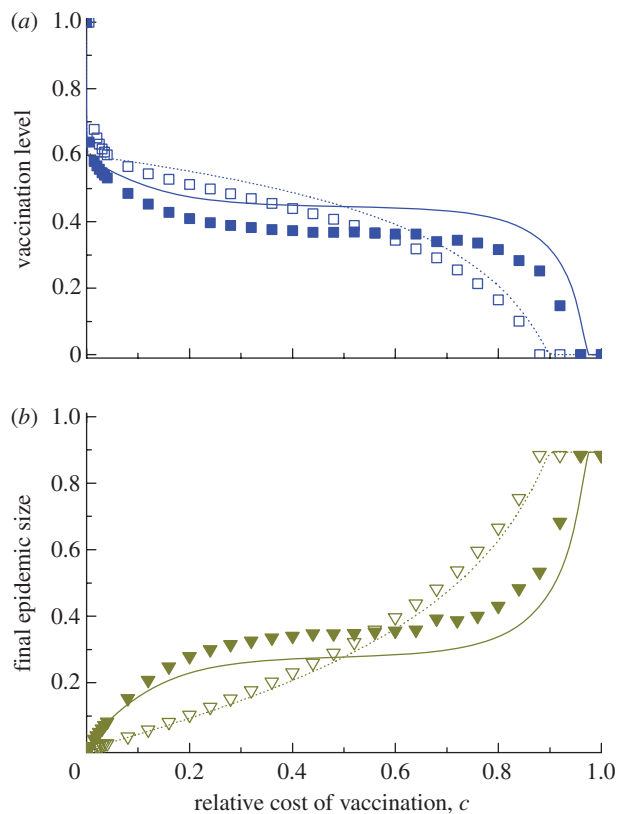 (a)
1.0
0.8
0.6
0.4
0.2
0
vaccination level
(b)
1.0
0.8
0.6
0.4
0.2
final epidemic size
0 0.2 0.4 0.6 0.8 1.0
relative cost of vaccination, c